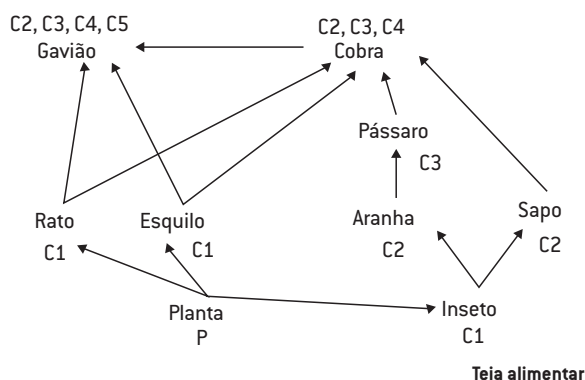 C2, C3, C4, C5
Gavião
C2, C3, C4
Cobra
Pássaro
C3
Rato
C1
Esquilo
C1
Aranha
C2
Sapo
C2
Planta
P
Inseto
C1
Teia alimentar